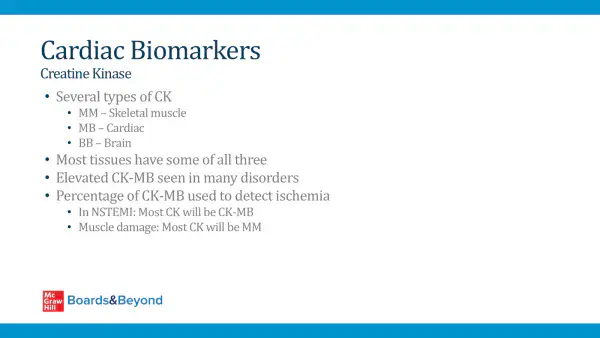 Cardiac Biomarkers
Creatine Kinase
• Several types of CK
• MM – Skeletal muscle
• MB – Cardiac
• BB – Brain
• Most tissues have some of all three
• Elevated CK-MB seen in many disorders
• Percentage of CK-MB used to detect ischemia
• In NSTEMI: Most CK will be CK-MB
• Muscle damage: Most CK will be MM
Mc
Graw
Hill
Boards&Beyond